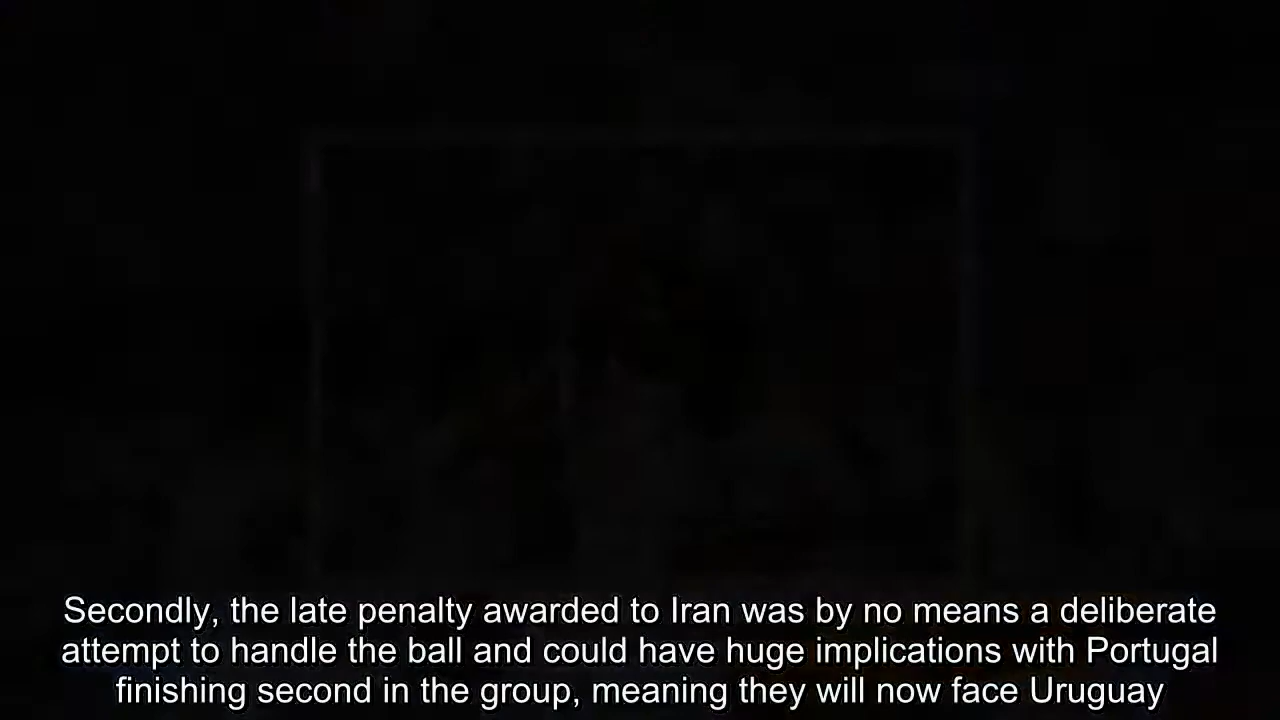 Secondly, the late penalty awarded to Iran was by no means a deliberate
attempt to handle the ball and could have huge implications with Portugal
finishing second in the group, meaning they will now face Uruguay